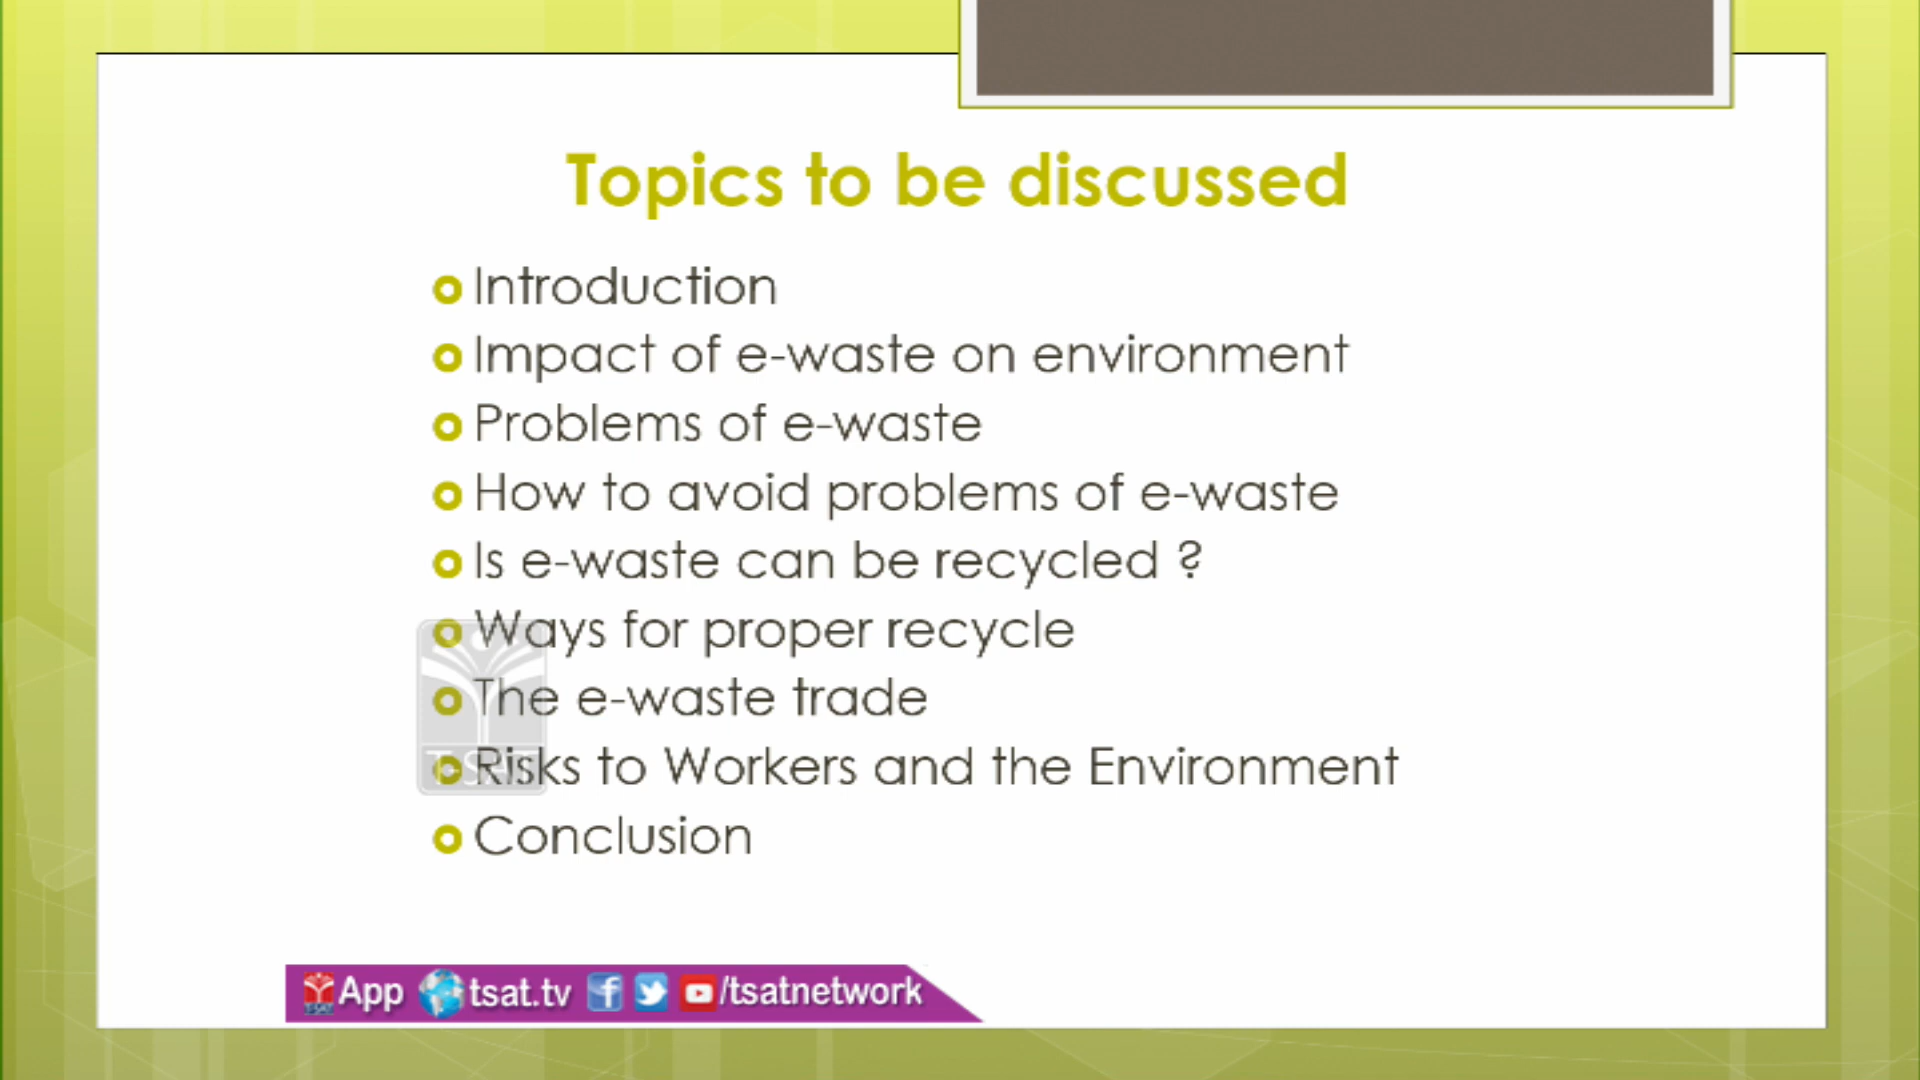 Topics to be discussed
Introduction
Impact of e-waste on environment
Problems of e-waste
How to avoid problems of e-waste
Is e-waste can be recycled ?
Ways for proper recycle
The e-waste trade
Risks to Workers and the Environment
Conclusion
T-SAT
App tsat.tv /tsatnetwork